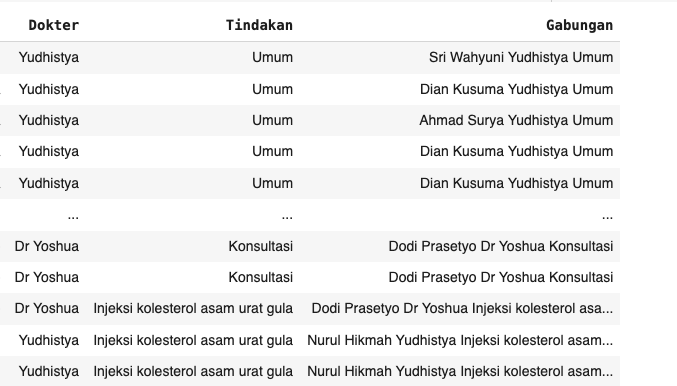 Dokter Tindakan Gabungan
Yudhistya Umum Sri Wahyuni Yudhistya Umum
Yudhistya Umum Dian Kusuma Yudhistya Umum
Yudhistya Umum Ahmad Surya Yudhistya Umum
Yudhistya Umum Dian Kusuma Yudhistya Umum
Yudhistya Umum Dian Kusuma Yudhistya Umum
... ... ...
Dr Yoshua Konsultasi Dodi Prasetyo Dr Yoshua Konsultasi
Dr Yoshua Konsultasi Dodi Prasetyo Dr Yoshua Konsultasi
Dr Yoshua Injeksi kolesterol asam urat gula Dodi Prasetyo Dr Yoshua Injeksi kolesterol asa...
Yudhistya Injeksi kolesterol asam urat gula Nurul Hikmah Yudhistya Injeksi kolesterol asam...
Yudhistya Injeksi kolesterol asam urat gula Nurul Hikmah Yudhistya Injeksi kolesterol asam...